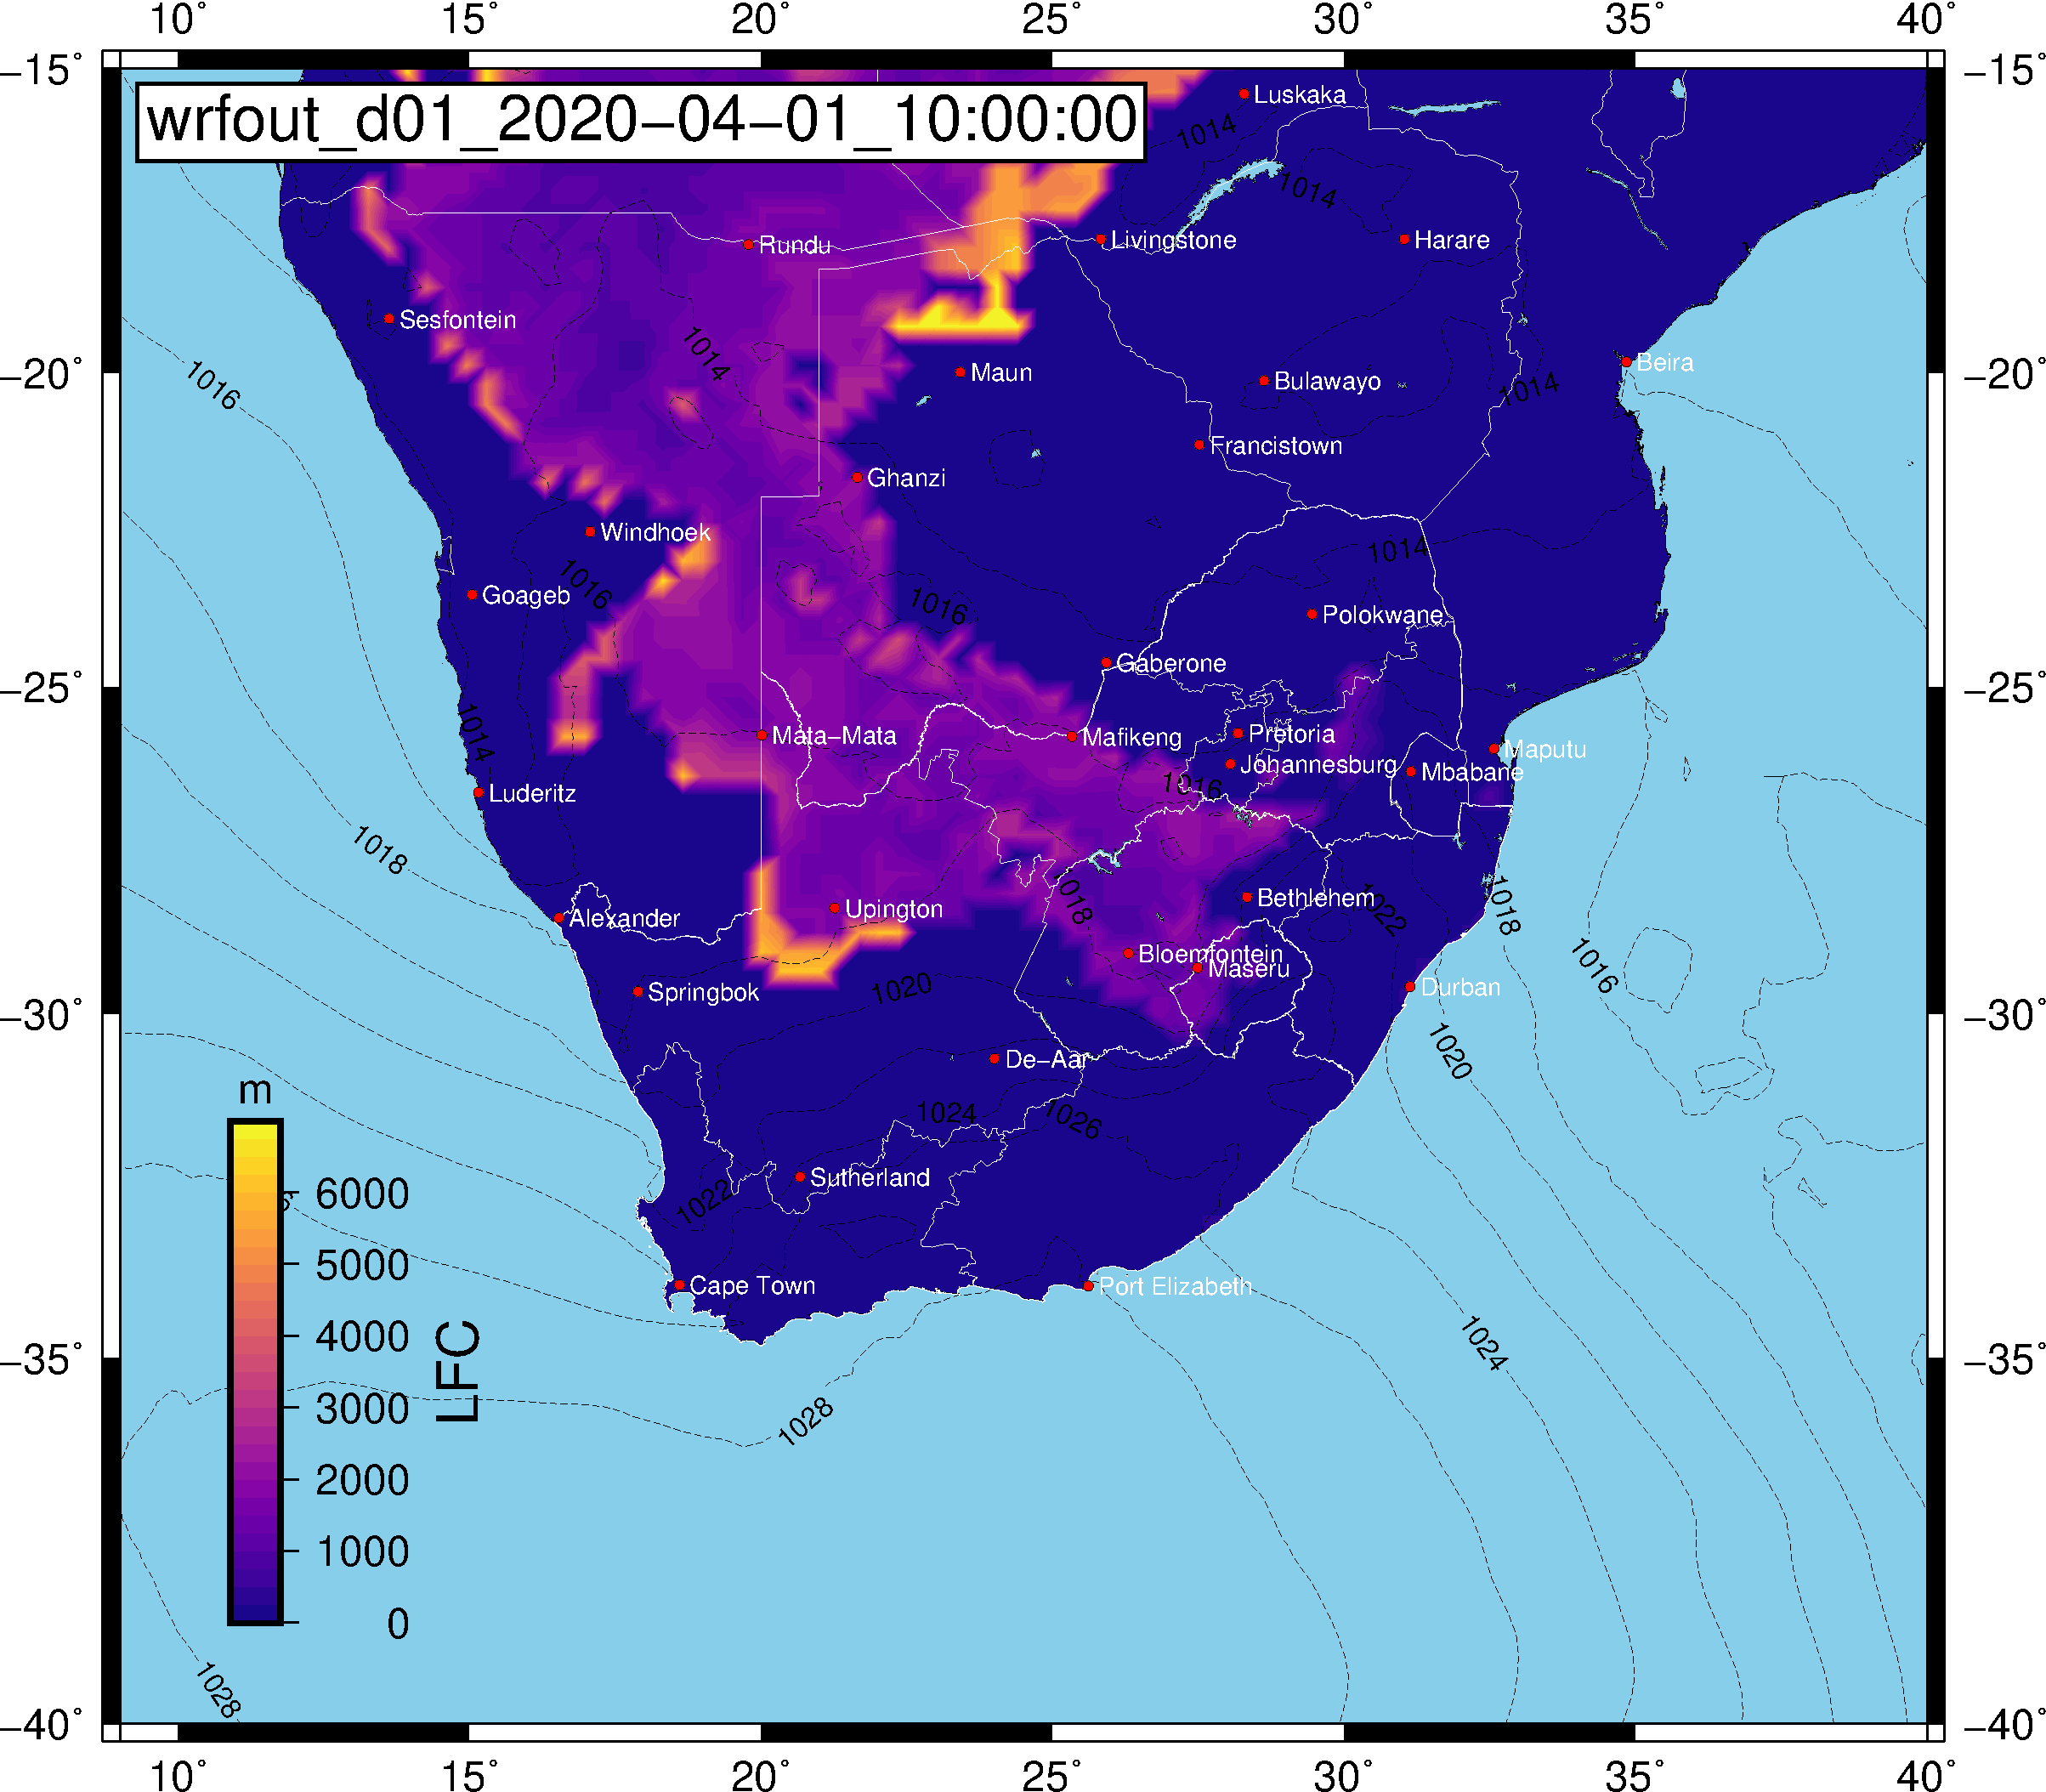 10° 15° 20° 25° 30° 35° 40°
−15° −15°
wrfout_d01_2020−04−01_10:00:00
Luskaka
1014
1014
Rundu
Livingstone
Harare
Sesfontein
1014
−20° −20°
1016
Maun
Bulawayo
1014
Beira
Francistown
Ghanzi
Windhoek
1014
1016
Goageb
1016
Polokwane
Gaberone
−25° −25°
1014
Mata−Mata
Mafikeng
Pretoria
Maputu
Johannesburg
Mbabane
1016
Luderitz
1018
1018
Bethlehem
1022
1018
Upington
Alexander
Bloemfontein
Maseru
1016
Springbok
1020
Durban
−30° −30°
1020
De−Aar
m
1024
1026
Sutherland
1022
6000
5000
Cape Town
Port Elizabeth
4000
1024
LFC
−35° −35°
3000
1028
2000
1000
0
1028
−40° −40°
10° 15° 20° 25° 30° 35° 40°